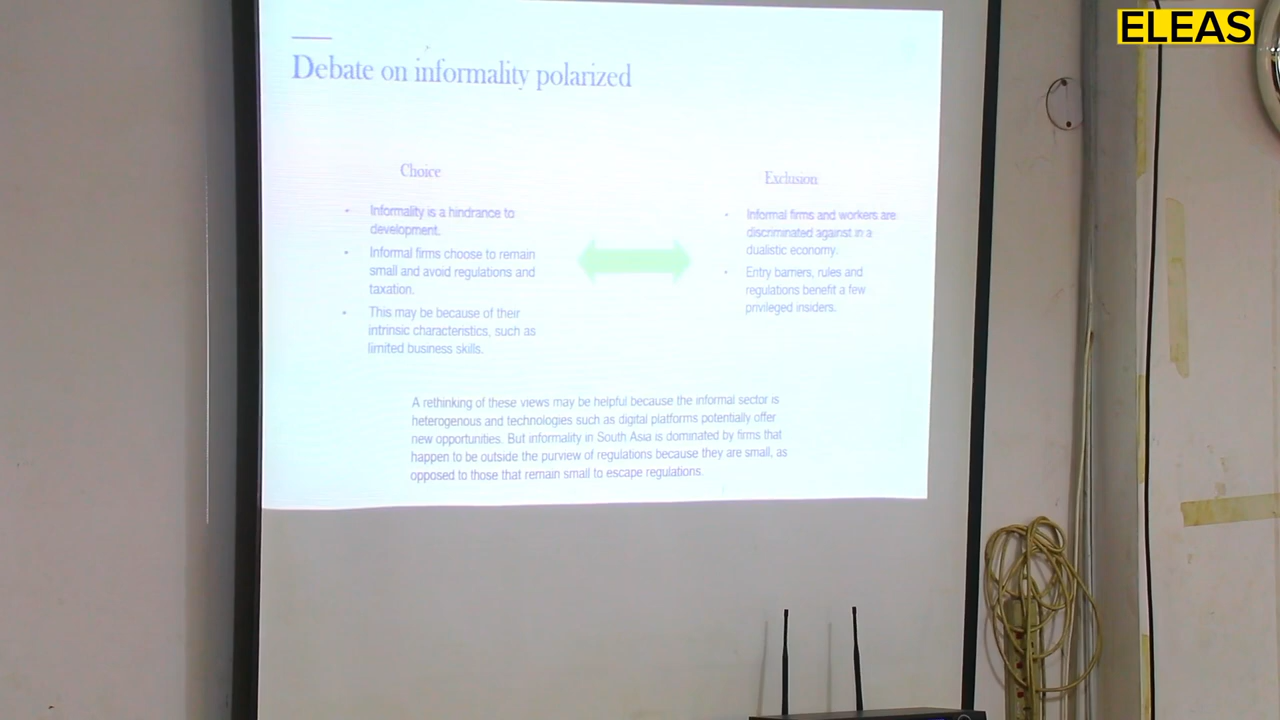 ELEAS
Debate on informality polarized
Choice
• Informality is a hindrance to
development.
• Informal firms choose to remain
small and avoid regulations and
taxation.
• This may be because of their
intrinsic characteristics, such as
limited business skills.
Exclusion
• Informal firms and workers are
discriminated against in a
dualistic economy.
• Entry barriers, rules and
regulations benefit a few
privileged insiders.
A rethinking of these views may be helpful because the informal sector is
heterogenous and technologies such as digital platforms potentially offer
new opportunities. But informality in South Asia is dominated by firms that
happen to be outside the purview of regulations because they are small, as
opposed to those that remain small to escape regulations.